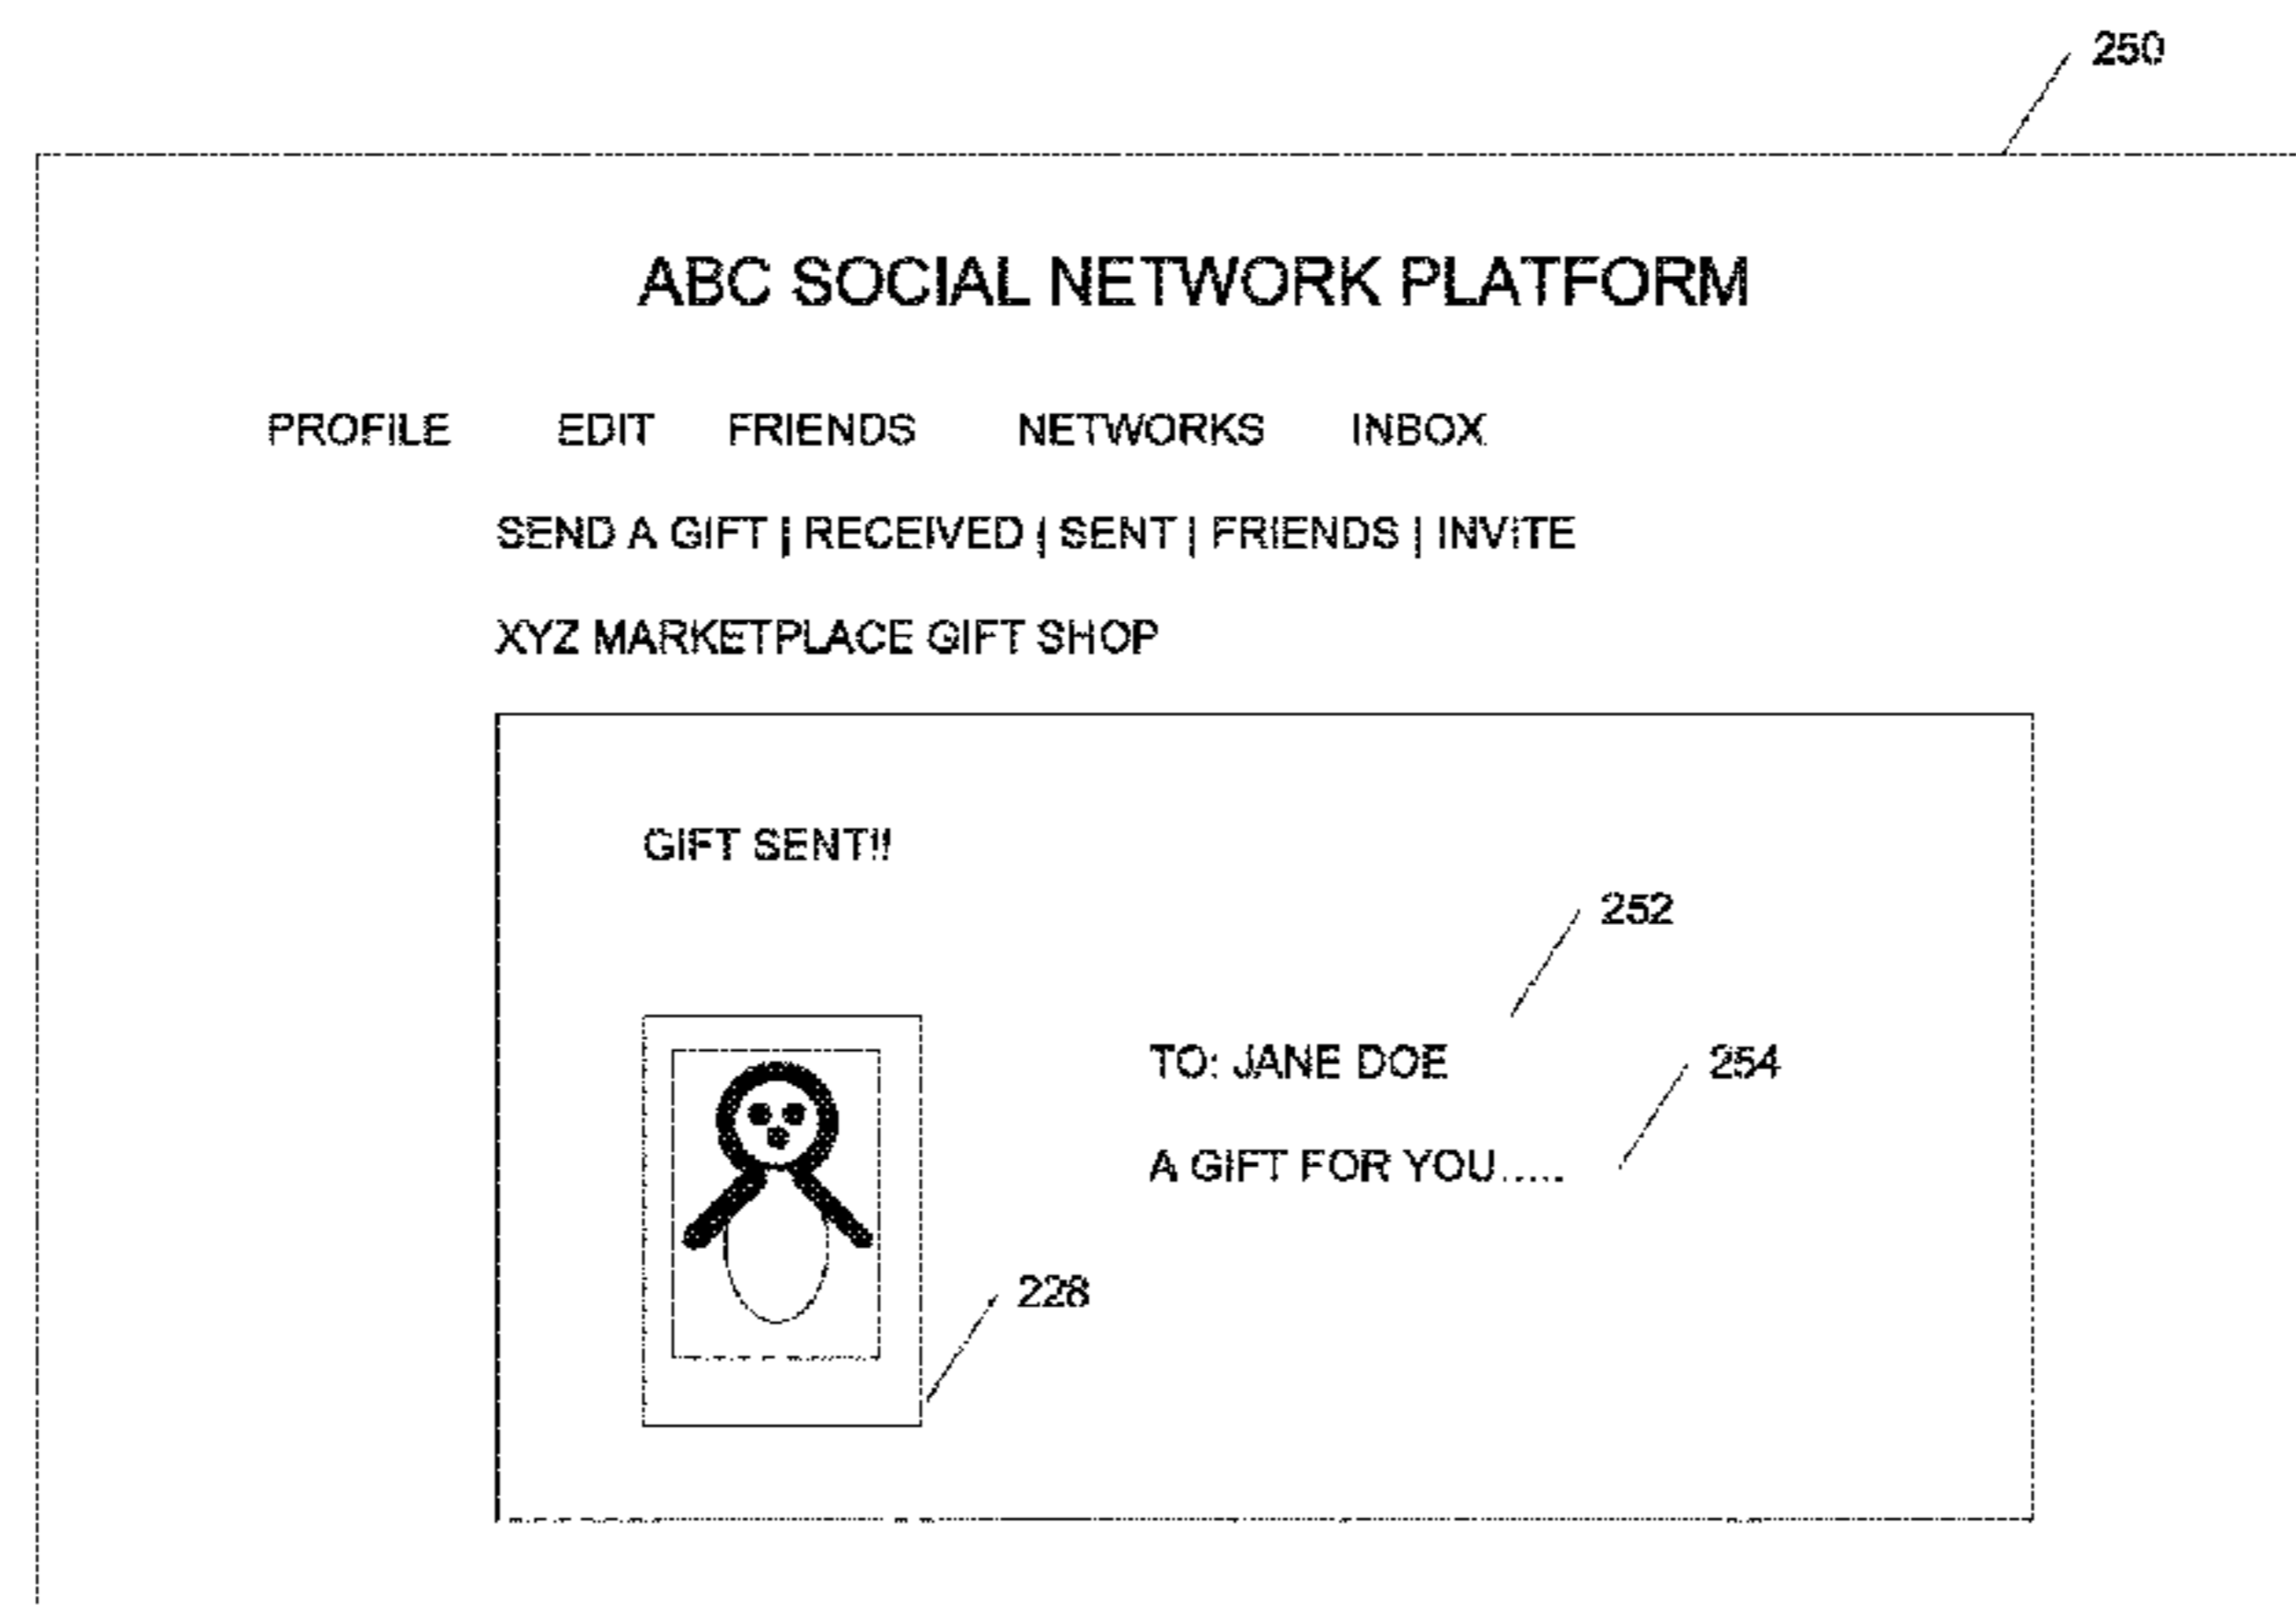 250
ABC SOCIAL NETWORK PLATFORM
PROFILE EDIT FRIENDS NETWORKS INBOX
SEND A GIFT | RECEIVED | SENT | FRIENDS | INVITE
XYZ MARKETPLACE GIFT SHOP
GIFT SENT!!
252
TO: JANE DOE
254
A GIFT FOR YOU.....
228